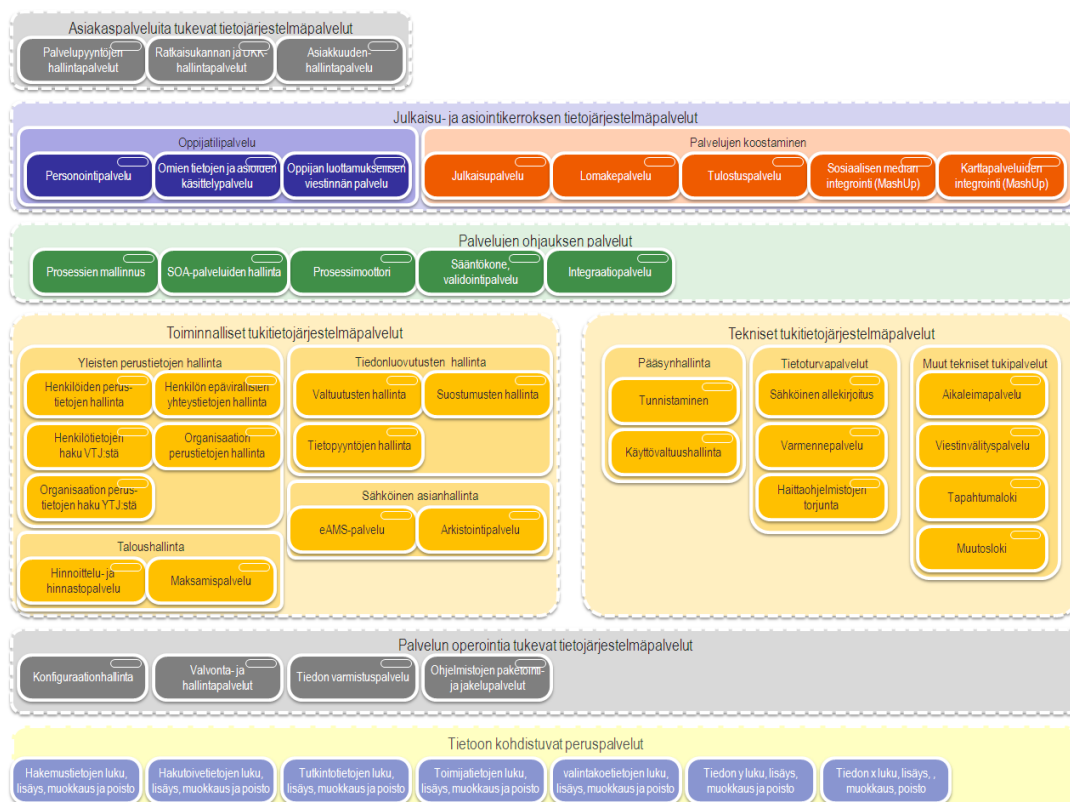 Asiakaspalveluita tukevat tietojärjestelmäpalvelut
Palvelupyyntöjen
hallintapalvelut
Ratkaisukannan ja UKK-
hallintapalvelut
Asiakkuuden-
hallintapalvelu
Julkaisu- ja asiointikerroksen tietojärjestelmäpalvelut
Oppijatilipalvelu
Personointipalvelu
Omien tietojen ja asioiden
käsittelypalvelu
Oppijan luottamuksellisen
viestinnän palvelu
Palvelujen koostaminen
Julkaisupalvelu
Lomakepalvelu
Tulostuspalvelu
Sosiaalisen median
integrointi (MashUp)
Karttapalveluiden
integrointi (MashUp)
Palvelujen ohjauksen palvelut
Prosessien mallinnus
SOA-palveluiden hallinta
Prosessimoottori
Sääntökone,
validointipalvelu
Integraatiopalvelu
Toiminnalliset tukitietojärjestelmäpalvelut
Yleisten perustietojen hallinta
Henkilöiden perus-
tietojen hallinta
Henkilön epävirallisten
yhteystietojen hallinta
Henkilötietojen
haku VTJ:stä
Organisaation
perustietojen hallinta
Organisaation perus-
tietojen haku YTJ:stä
Taloushallinta
Hinnoittelu- ja
hinnastopalvelu
Maksamispalvelu
Tiedonluovutusten hallinta
Valtuutusten hallinta
Suostumusten hallinta
Tietopyyntöjen hallinta
Sähköinen asianhallinta
eAMS-palvelu
Arkistointipalvelu
Tekniset tukitietojärjestelmäpalvelut
Pääsynhallinta
Tunnistaminen
Käyttövaltuushallinta
Tietoturvapalvelut
Sähköinen allekirjoitus
Varmennepalvelu
Haittaohjelmistojen
torjunta
Muut tekniset tukipalvelut
Aikaleimapalvelu
Viestinvälityspalvelu
Tapahtumaloki
Muutosloki
Palvelun operointia tukevat tietojärjestelmäpalvelut
Konfiguraationhallinta
Valvonta- ja
hallintapalvelut
Tiedon varmistuspalvelu
Ohjelmistojen paketointi-
ja jakelupalvelut
Tietoon kohdistuvat peruspalvelut
Hakemustietojen luku,
lisäys, muokkaus ja poisto
Hakutoivetietojen luku,
lisäys, muokkaus ja poisto
Tutkintotietojen luku,
lisäys, muokkaus ja poisto
Toimijatietojen luku,
lisäys, muokkaus ja poisto
valintakoetietojen luku,
lisäys, muokkaus ja poisto
Tiedon y luku, lisäys,
muokkaus ja poisto
Tiedon x luku, lisäys, ,
muokkaus, poisto